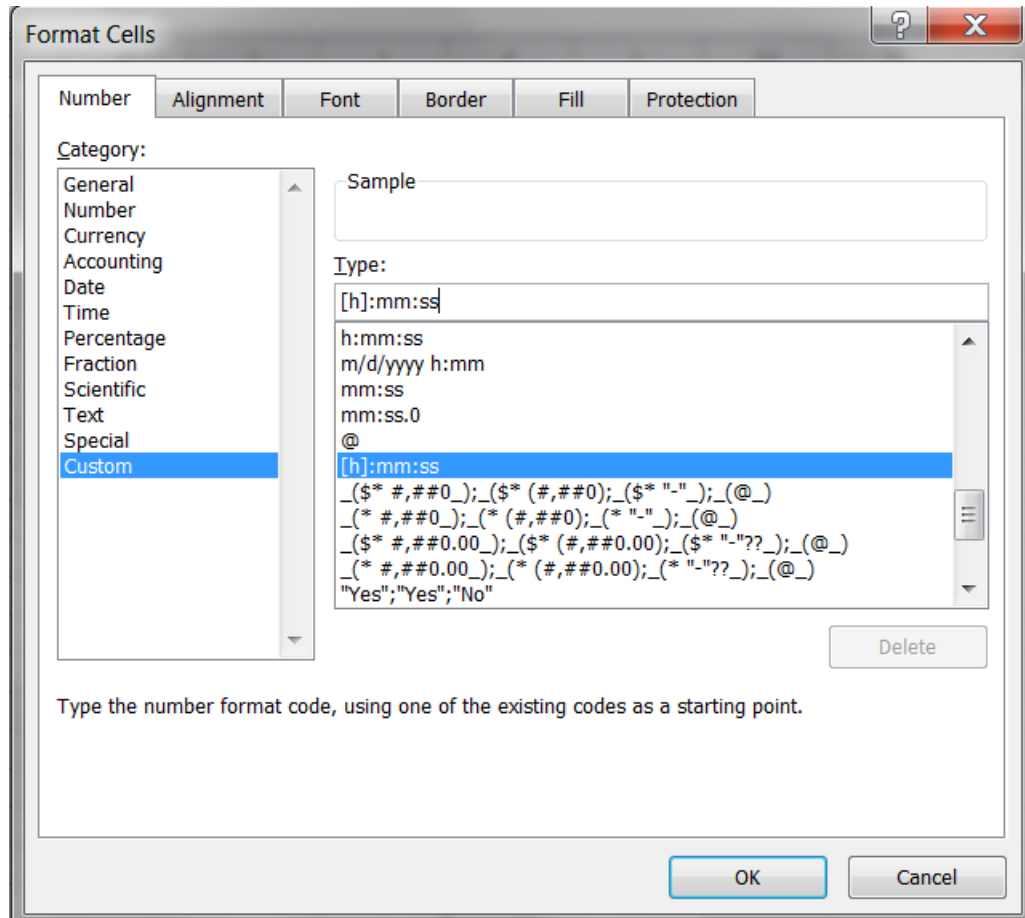 Format Cells
Number Alignment Font Border Fill Protection
Category:
General
Number
Currency
Accounting
Date
Time
Percentage
Fraction
Scientific
Text
Special
Custom
Sample
Type:
[h]:mm:ss
h:mm:ss
m/d/yyyy h:mm
mm:ss
mm:ss.0
@
[h]:mm:ss
_($* #,##0_);_($* (#,##0);_($* "-"_);_(@_)
_(* #,##0_);_(* (#,##0);_(* "-"_);_(@_)
_($* #,##0.00_);_($* (#,##0.00);_($* "-"??_);_(@_)
_(* #,##0.00_);_(* (#,##0.00);_(* "-"??_);_(@_)
"Yes";"Yes";"No"
Delete
Type the number format code, using one of the existing codes as a starting point.
OK Cancel